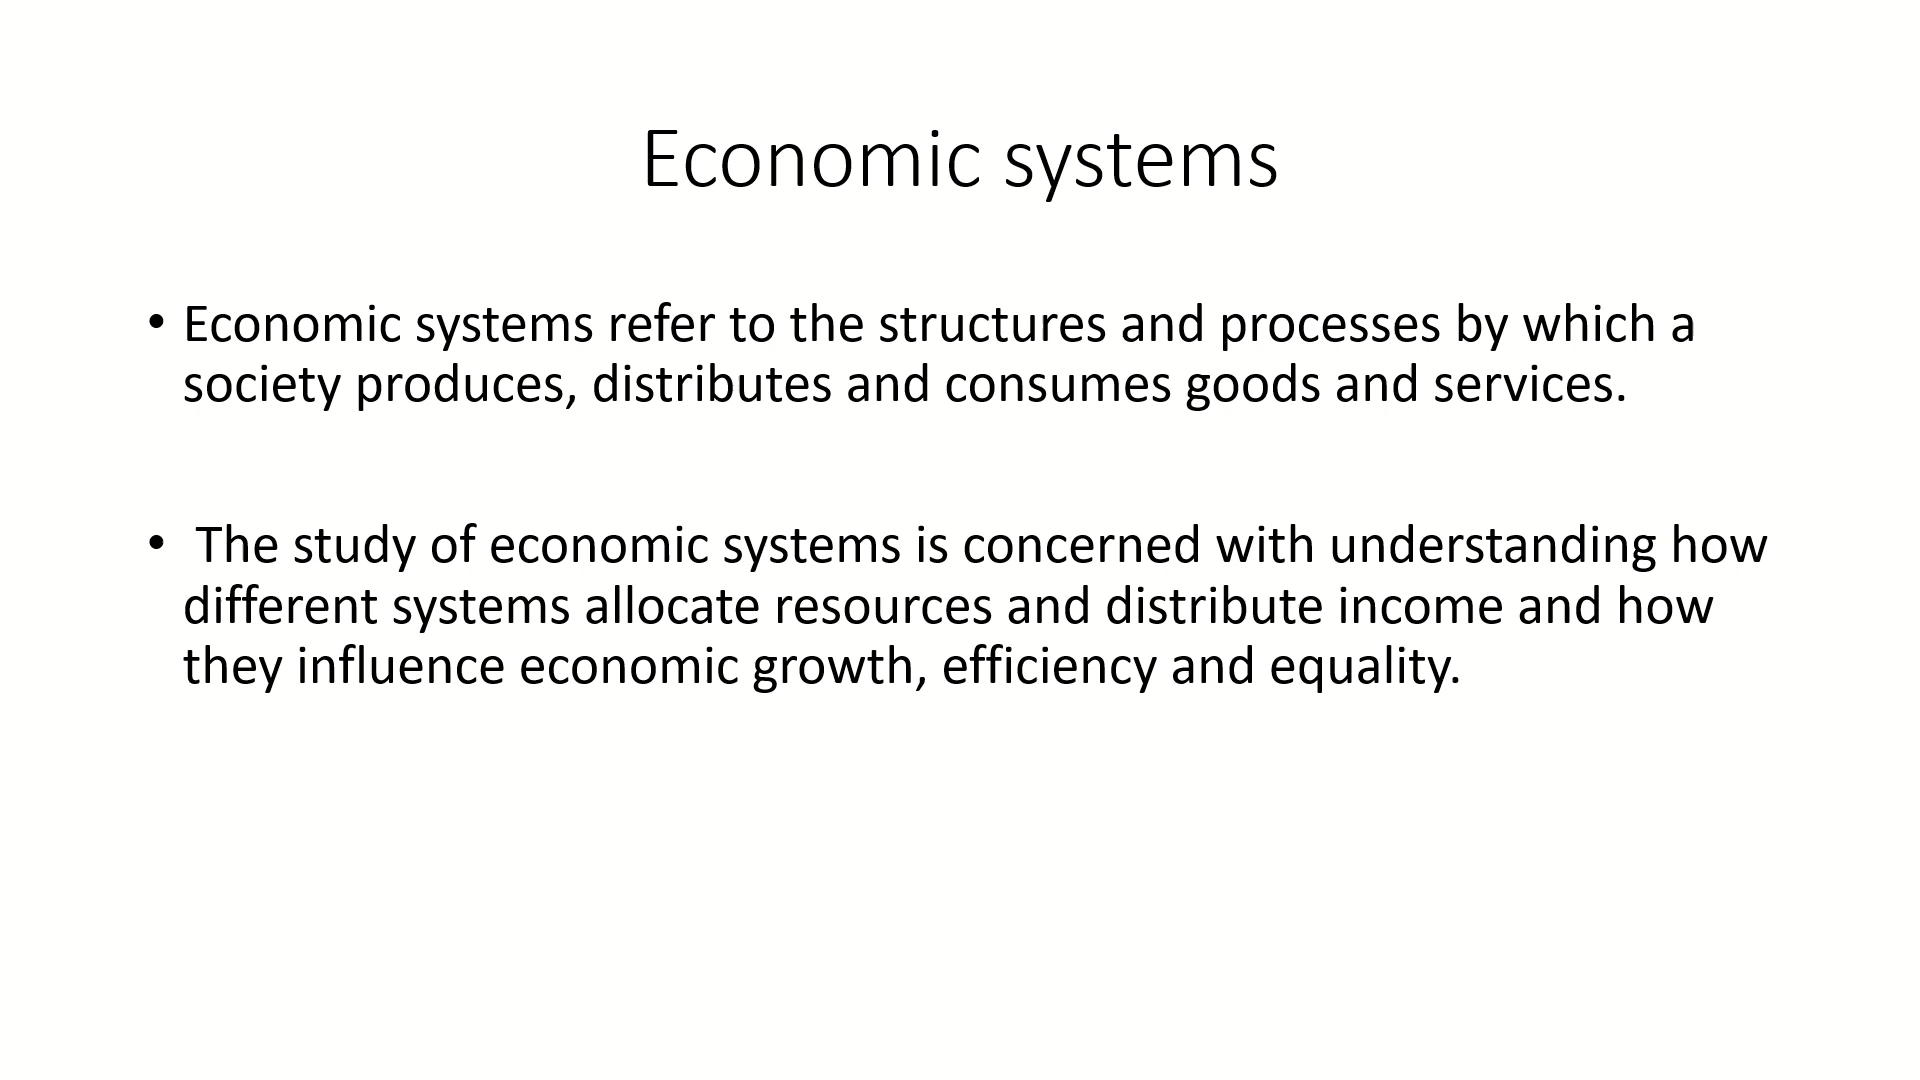 Economic systems
• Economic systems refer to the structures and processes by which a
society produces, distributes and consumes goods and services.
• The study of economic systems is concerned with understanding how
different systems allocate resources and distribute income and how
they influence economic growth, efficiency and equality.